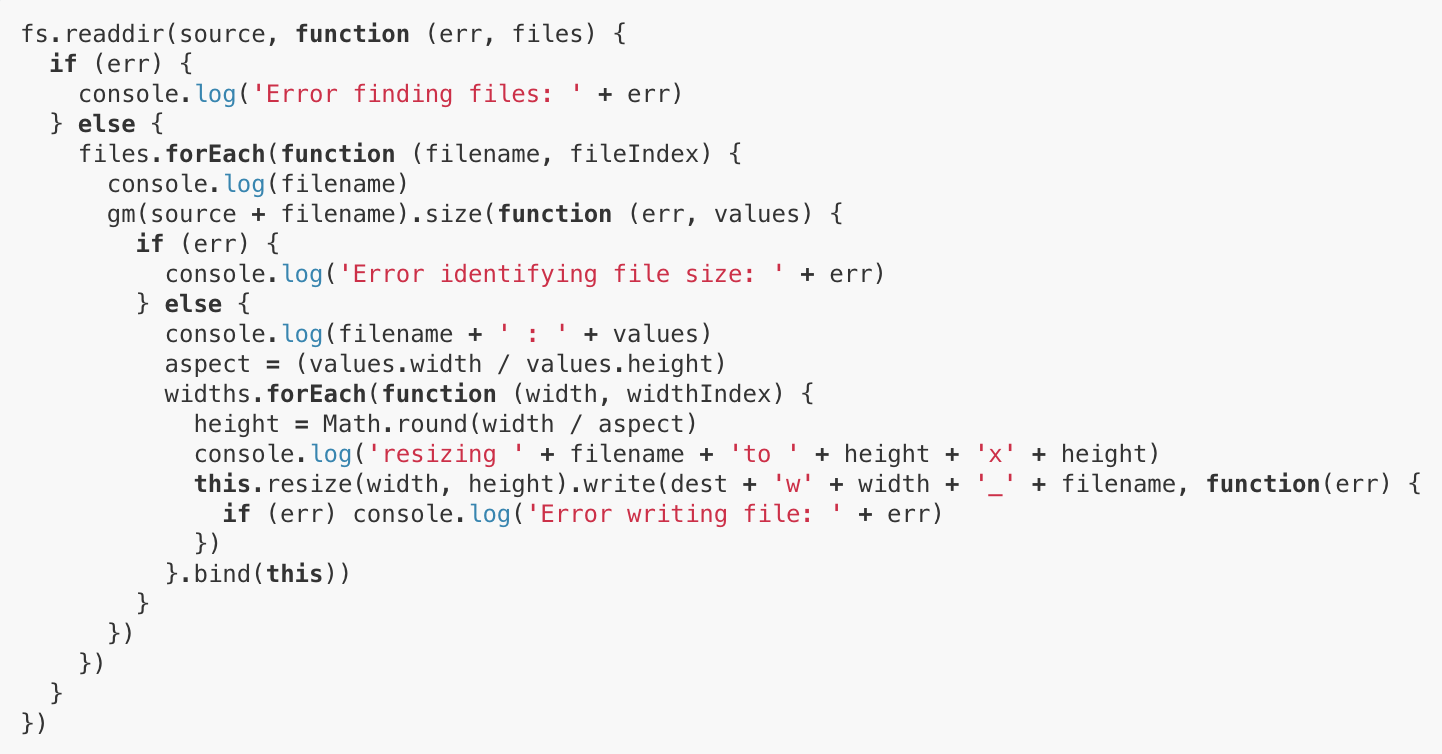 fs.readdir(source, function (err, files) {
  if (err) {
    console.log('Error finding files: ' + err)
  } else {
    files.forEach(function (filename, fileIndex) {
      console.log(filename)
      gm(source + filename).size(function (err, values) {
        if (err) {
          console.log('Error identifying file size: ' + err)
        } else {
          console.log(filename + ' : ' + values)
          aspect = (values.width / values.height)
          widths.forEach(function (width, widthIndex) {
            height = Math.round(width / aspect)
            console.log('resizing ' + filename + 'to ' + height + 'x' + height)
            this.resize(width, height).write(dest + 'w' + width + '_' + filename, function(err) {
              if (err) console.log('Error writing file: ' + err)
            })
          }.bind(this))
        }
      })
    })
  }
})